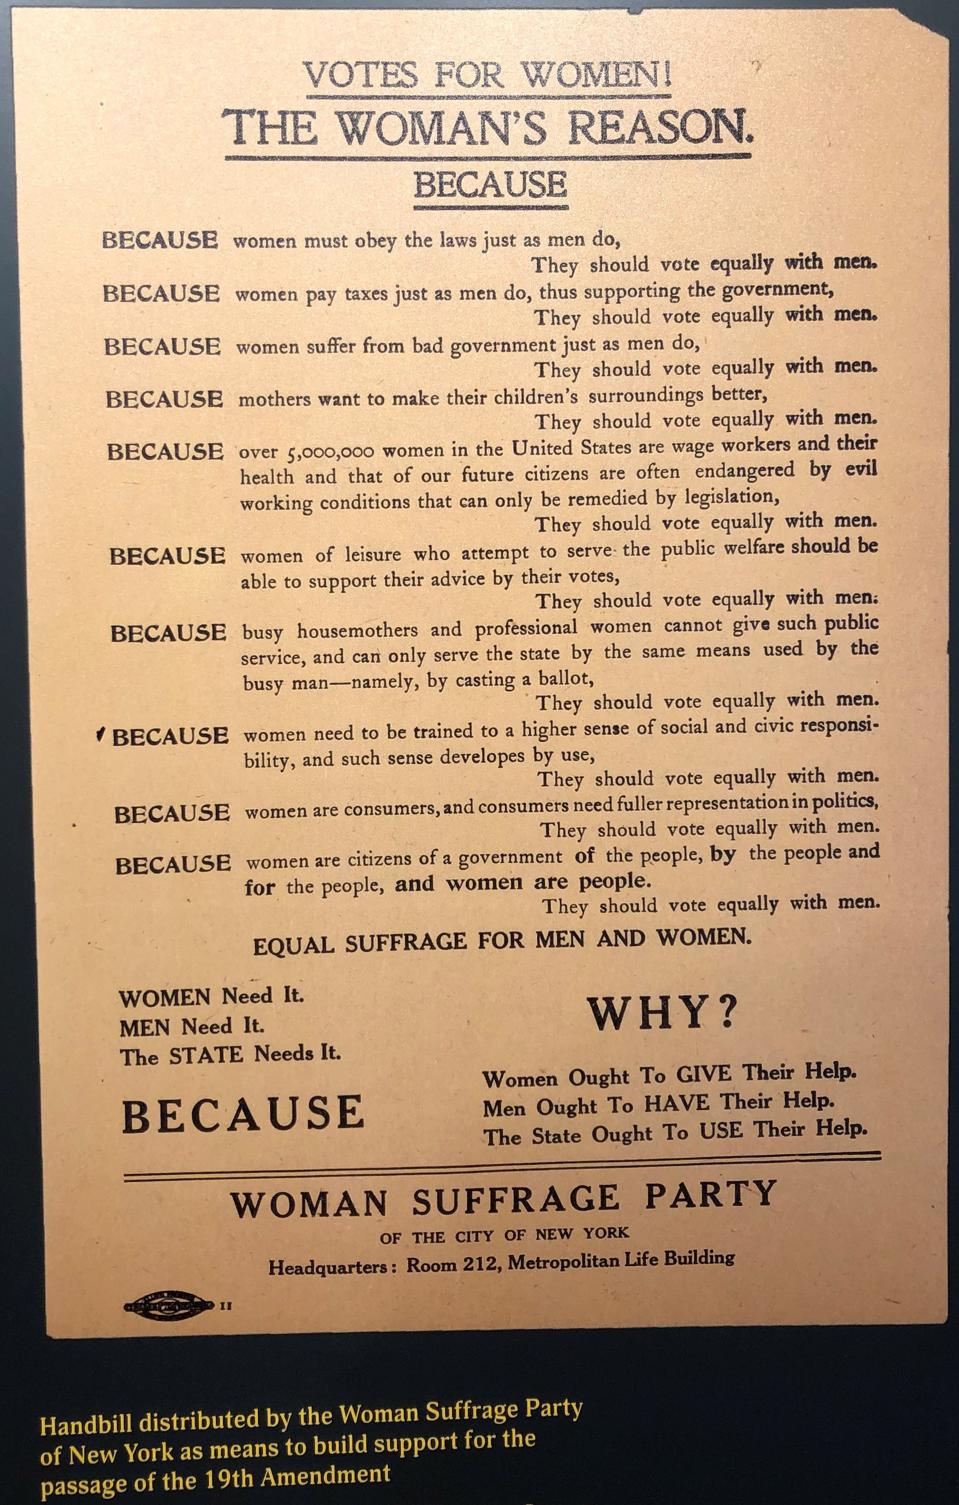 VOTES FOR WOMEN!
THE WOMAN'S REASON.
BECAUSE
BECAUSE women must obey the laws just as men do,
They should vote equally with men.
BECAUSE women pay taxes just as men do, thus supporting the government,
They should vote equally with men.
BECAUSE women suffer from bad government just as men do,
They should vote equally with men.
BECAUSE mothers want to make their children's surroundings better,
They should vote equally with men.
BECAUSE over 5,000,000 women in the United States are wage workers and their
health and that of our future citizens are often endangered by evil
working conditions that can only be remedied by legislation,
They should vote equally with men.
BECAUSE women of leisure who attempt to serve the public welfare should be
able to support their advice by their votes,
They should vote equally with men.
BECAUSE busy housemothers and professional women cannot give such public
service, and can only serve the state by the same means used by the
busy man—namely, by casting a ballot,
They should vote equally with men.
BECAUSE women need to be trained to a higher sense of social and civic responsi-
bility, and such sense developes by use,
They should vote equally with men.
BECAUSE women are consumers, and consumers need fuller representation in politics,
They should vote equally with men.
BECAUSE women are citizens of a government of the people, by the people and
for the people, and women are people.
They should vote equally with men.
EQUAL SUFFRAGE FOR MEN AND WOMEN.
WOMEN Need It.
MEN Need It.
The STATE Needs It.
WHY?
BECAUSE
Women Ought To GIVE Their Help.
Men Ought To HAVE Their Help.
The State Ought To USE Their Help.
WOMAN SUFFRAGE PARTY
OF THE CITY OF NEW YORK
Headquarters: Room 212, Metropolitan Life Building
11
Handbill distributed by the Woman Suffrage Party
of New York as means to build support for the
passage of the 19th Amendment